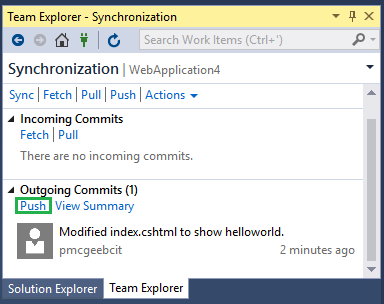 Team Explorer - Synchronization
Search Work Items (Ctrl+')
Synchronization | WebApplication4
Sync | Fetch | Pull | Push | Actions
Incoming Commits
Fetch | Pull
There are no incoming commits.
Outgoing Commits (1)
Push View Summary
Modified index.cshtml to show helloworld.
pmcgeebcit 2 minutes ago
Solution Explorer Team Explorer